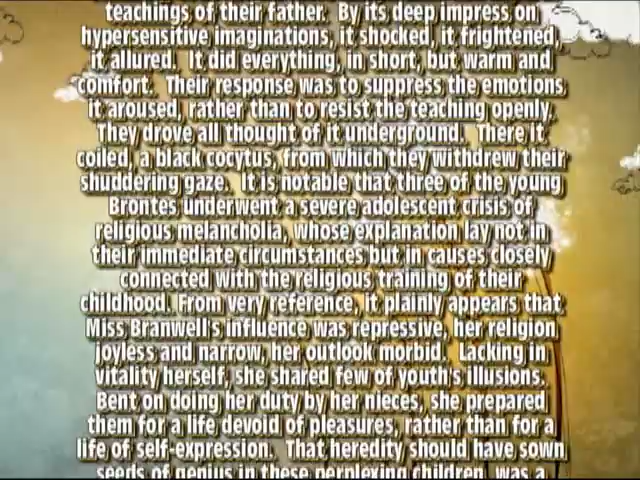 teachings of their father. By its deep impress on
hypersensitive imaginations, it shocked, it frightened,
it allured. It did everything, in short, but warm and
comfort. Their response was to suppress the emotions
it aroused, rather than to resist the teaching openly.
They drove all thought of it underground. There it
coiled, a black cocytus, from which they withdrew their
shuddering gaze. It is notable that three of the young
Brontes underwent a severe adolescent crisis of
religious melancholia, whose explanation lay not in
their immediate circumstances but in causes closely
connected with the religious training of their
childhood. From very reference, it plainly appears that
Miss Branwell's influence was repressive, her religion
joyless and narrow, her outlook morbid. Lacking in
vitality herself, she shared few of youth's illusions.
Bent on doing her duty by her nieces, she prepared
them for a life devoid of pleasures, rather than for a
life of self-expression. That heredity should have sown
seeds of genius in these perplexing children, was a